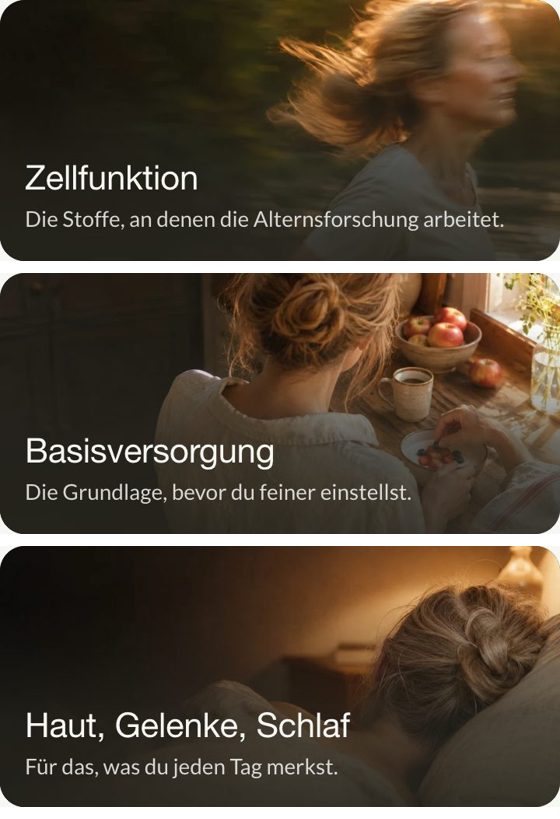 Zellfunktion
Die Stoffe, an denen die Alternsforschung arbeitet.
Basisversorgung
Die Grundlage, bevor du feiner einstellst.
Haut, Gelenke, Schlaf
Für das, was du jeden Tag merkst.